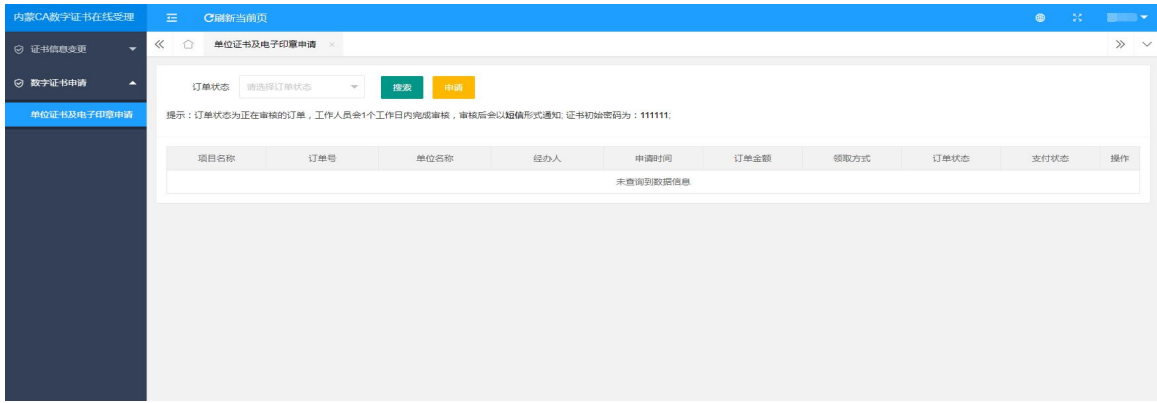 内蒙CA数字证书在线受理
刷新当前页
证书信息变更
单位证书及电子印章申请
数字证书申请
订单状态 请选择订单状态 搜索 申请
单位证书及电子印章申请
提示：订单状态为正在审核的订单，工作人员会1个工作日内完成审核，审核后会以短信形式通知; 证书初始密码为：111111;
项目名称 订单号 单位名称 经办人 申请时间 订单金额 领取方式 订单状态 支付状态 操作
未查询到数据信息